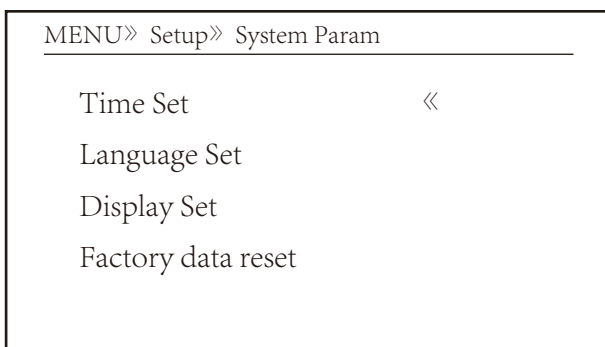 MENU》 Setup》 System Param
Time Set 《
Language Set
Display Set
Factory data reset